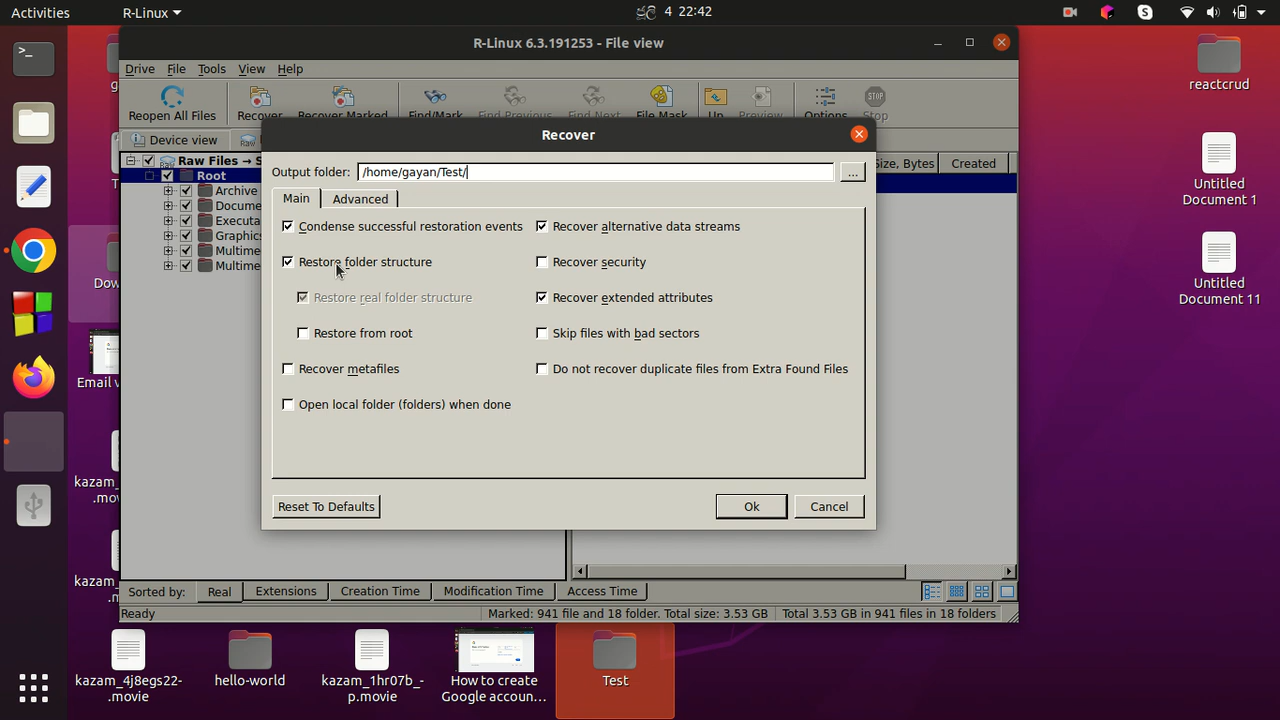 Activities
R-Linux
ජූලි 4 22:42
R-Linux 6.3.191253 - File view
Drive File Tools View Help
Reopen All Files Recover Recover Marked Find/Mark Find Previous Find Next File Mask Up Preview Options Stop
Device view
Recover
Raw Files → S
Size, Bytes
Created
Root
Archive
Docume
Executa
Graphics
Multime
Multime
Output folder: /home/gayan/Test/ ...
Main Advanced
Condense successful restoration events
Recover alternative data streams
Restore folder structure
Recover security
Restore real folder structure
Recover extended attributes
Restore from root
Skip files with bad sectors
Recover metafiles
Do not recover duplicate files from Extra Found Files
Open local folder (folders) when done
Reset To Defaults Ok Cancel
Sorted by: Real Extensions Creation Time Modification Time Access Time
Ready
Marked: 941 file and 18 folder. Total size: 3.53 GB
Total 3.53 GB in 941 files in 18 folders
reactcrud
Untitled
Document 1
Untitled
Document 11
Dow
Email v
kazam_
kazam_
kazam_4j8egs22-
.movie
hello-world
kazam_1hr07b_-
p.movie
How to create
Google accoun...
Test